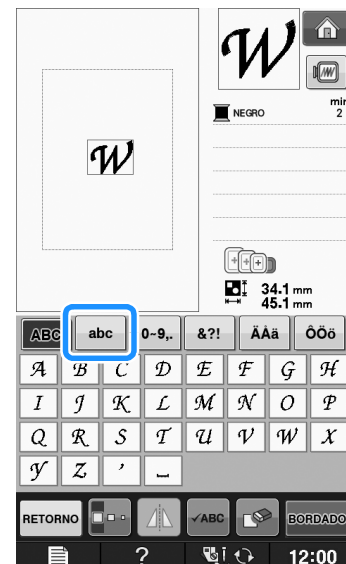 W
NEGRO
min
2
W
34.1 mm
45.1 mm
ABC abc 0~9,. &?! ÄÅä ÔÖö
A B C D E F G H
I J K L M N O P
Q R S T U V W X
Y Z ’ _
RETORNO ✓ABC BORDADO
? 12:00